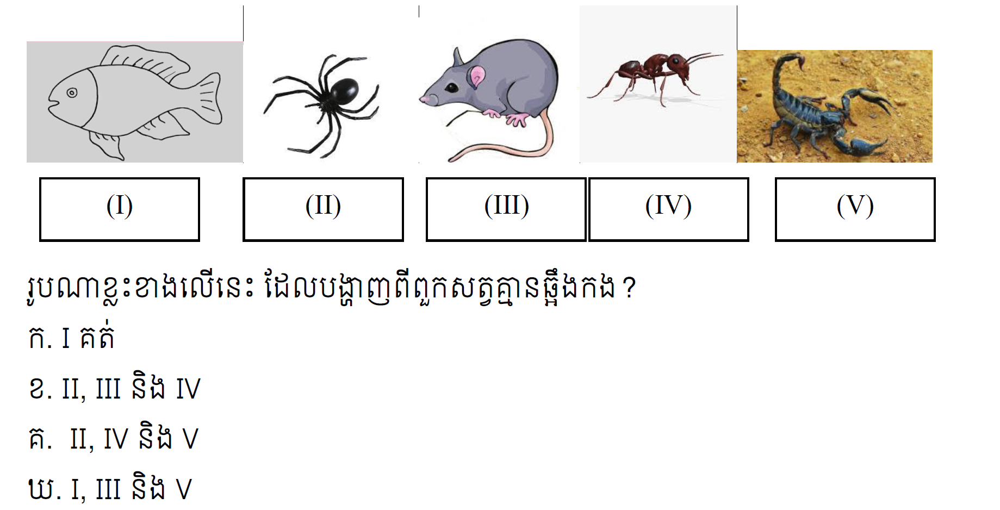 (I) (II) (III) (IV) (V)
រូបណាខ្លះខាងលើនេះ ដែលបង្ហាញពីពួកសត្វគ្មានឆ្អឹងកង ?
ក. I គត់
ខ. II, III និង IV
គ. II, IV និង V
ឃ. I, III និង V